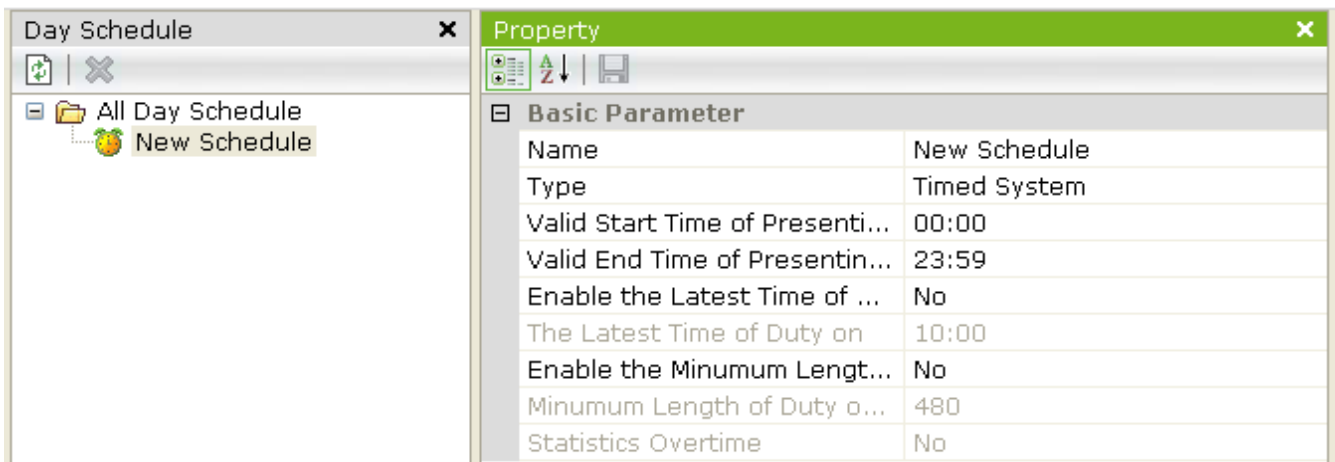 Day Schedule
All Day Schedule
New Schedule
Property
Basic Parameter
Name New Schedule
Type Timed System
Valid Start Time of Presenti... 00:00
Valid End Time of Presentin... 23:59
Enable the Latest Time of ... No
The Latest Time of Duty on 10:00
Enable the Minumum Lengt... No
Minumum Length of Duty o... 480
Statistics Overtime No